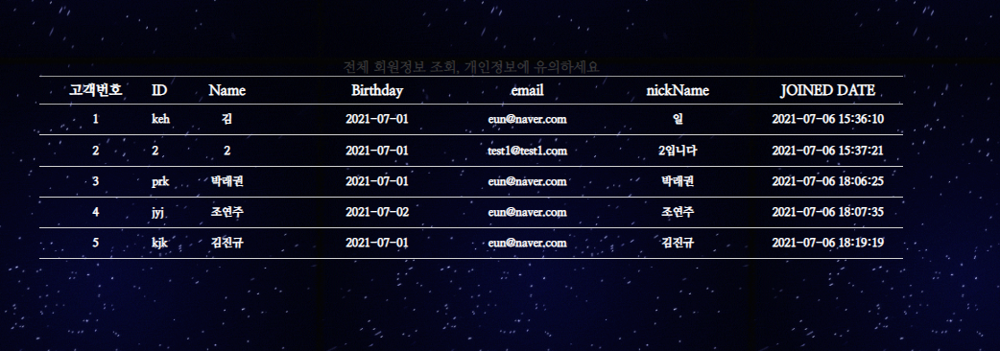 전체 회원정보 조회, 개인정보에 유의하세요
고객번호 ID Name Birthday email nickName JOINED DATE
1 keh 김 2021-07-01 eun@naver.com 일 2021-07-06 15:36:10
2 2 2 2021-07-01 test1@test1.com 2입니다 2021-07-06 15:37:21
3 prk 박래권 2021-07-01 eun@naver.com 박래권 2021-07-06 18:06:25
4 jyj 조연주 2021-07-02 eun@naver.com 조연주 2021-07-06 18:07:35
5 kjk 김진규 2021-07-01 eun@naver.com 김진규 2021-07-06 18:19:19